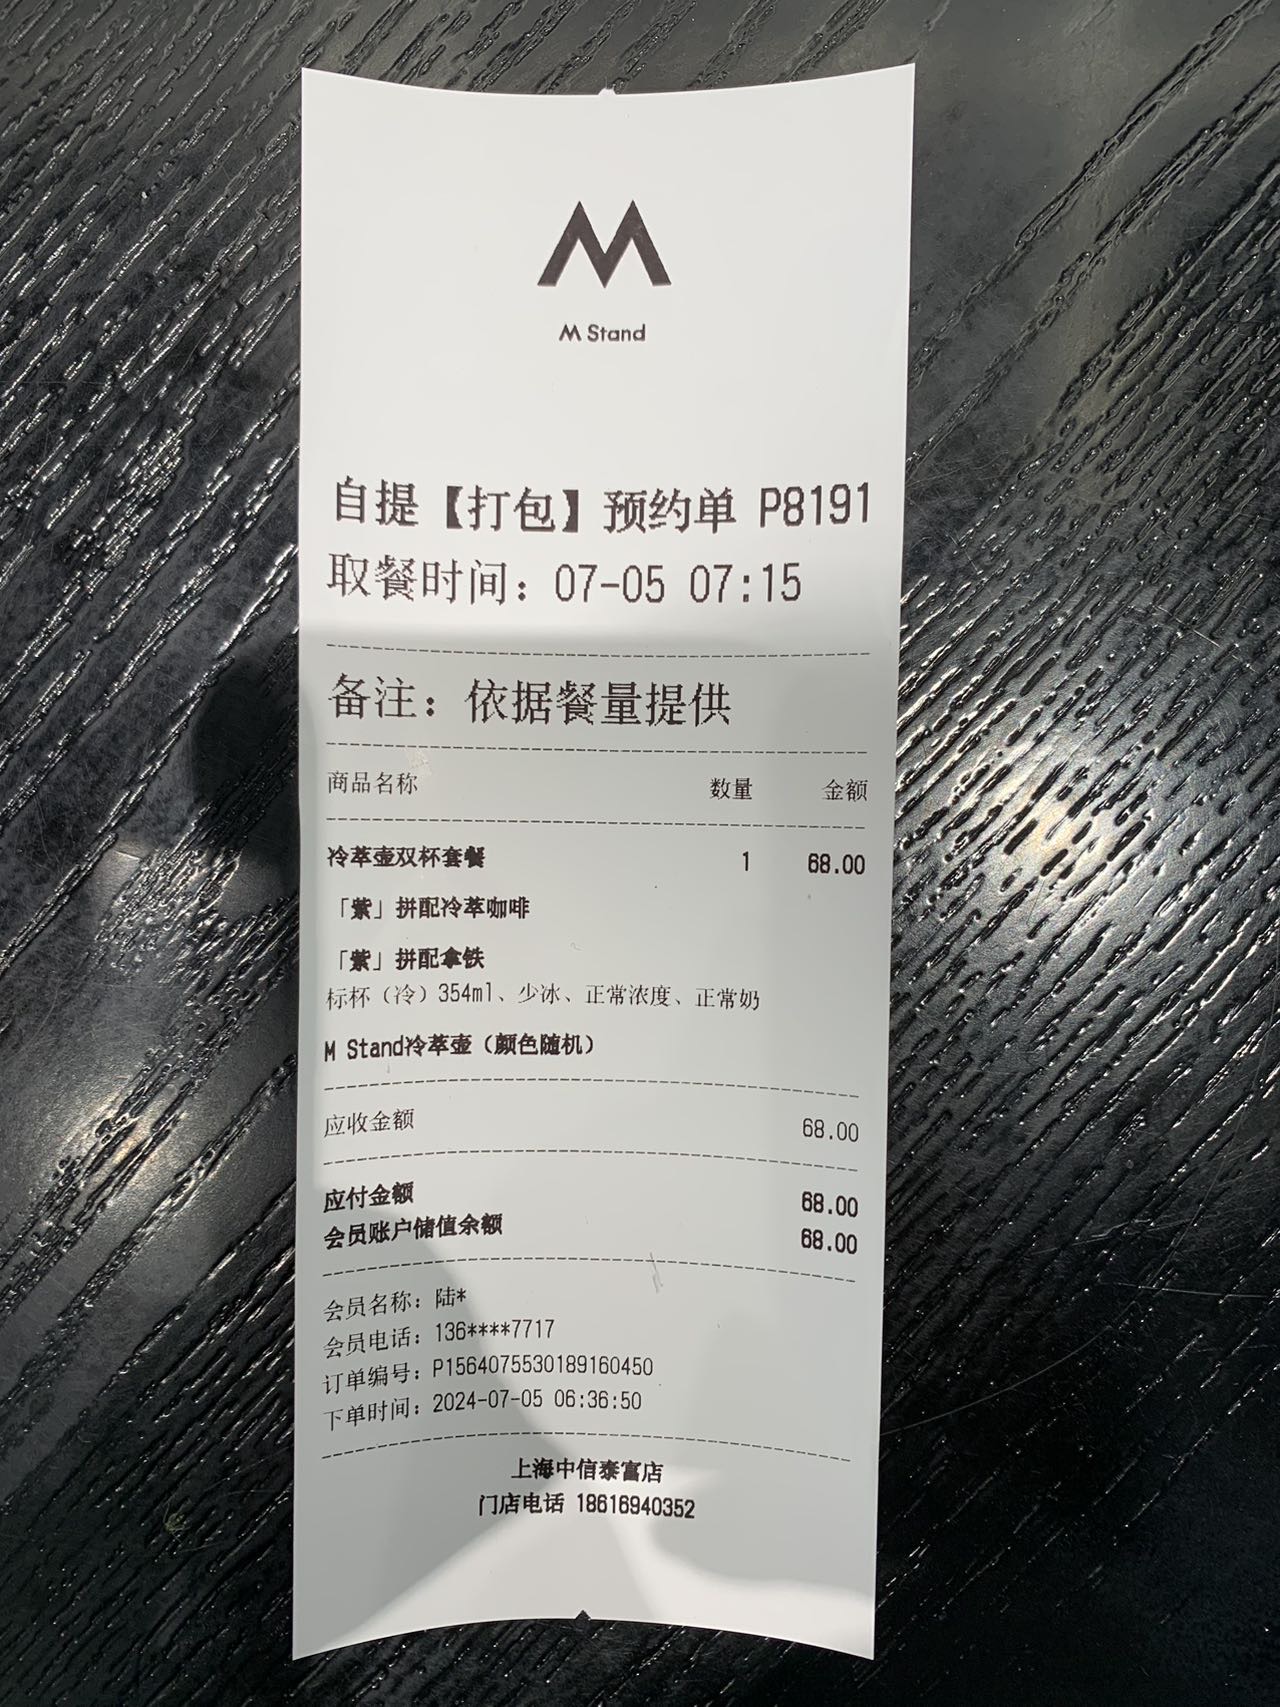 M Stand
自提【打包】预约单 P8191
取餐时间：07-05 07:15
备注：依据餐量提供
商品名称 数量 金额
冷萃壶双杯套餐 1 68.00
「紫」拼配冷萃咖啡
「紫」拼配拿铁
标杯（冷）354ml、少冰、正常浓度、正常奶
M Stand冷萃壶（颜色随机）
应收金额 68.00
应付金额 68.00
会员账户储值余额 68.00
会员名称：陆*
会员电话：136****7717
订单编号：P1564075530189160450
下单时间：2024-07-05 06:36:50
上海中信泰富店
门店电话 18616940352